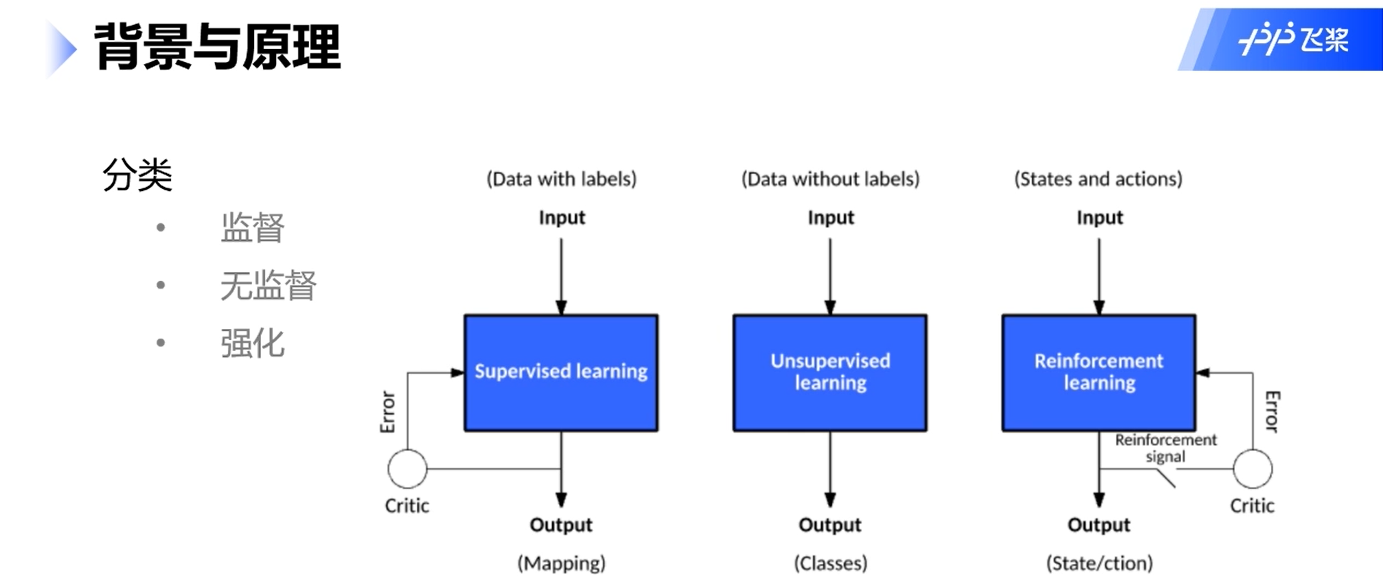 背景与原理
飞桨
分类
• 监督
• 无监督
• 强化
(Data with labels)
Input
Supervised learning
Error
Critic
Output
(Mapping)
(Data without labels)
Input
Unsupervised
learning
Output
(Classes)
(States and actions)
Input
Reinforcement
learning
Reinforcement
signal
Error
Critic
Output
(State/ction)